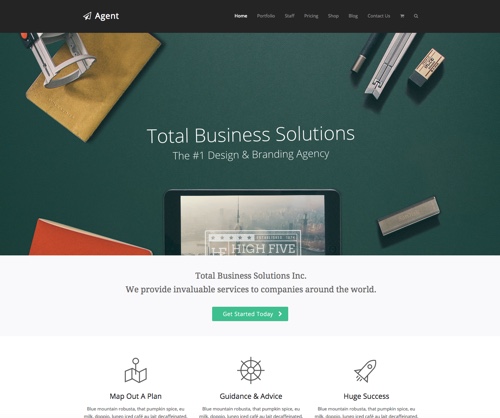 Agent
Home Portfolio Staff Pricing Shop Blog Contact Us
Total Business Solutions
The #1 Design & Branding Agency
ESTABLISHED
HIGH FIVE
Total Business Solutions Inc.
We provide invaluable services to companies around the world.
Get Started Today
Map Out A Plan
Guidance & Advice
Huge Success
Blue mountain robusta, that pumpkin spice, eu
Blue mountain robusta, that pumpkin spice, eu
Blue mountain robusta, that pumpkin spice, eu
milk, doppio, lungo iced café au lait decaffeinated,
milk, doppio, lungo iced café au lait decaffeinated,
milk, doppio, lungo iced café au lait decaffeinated,